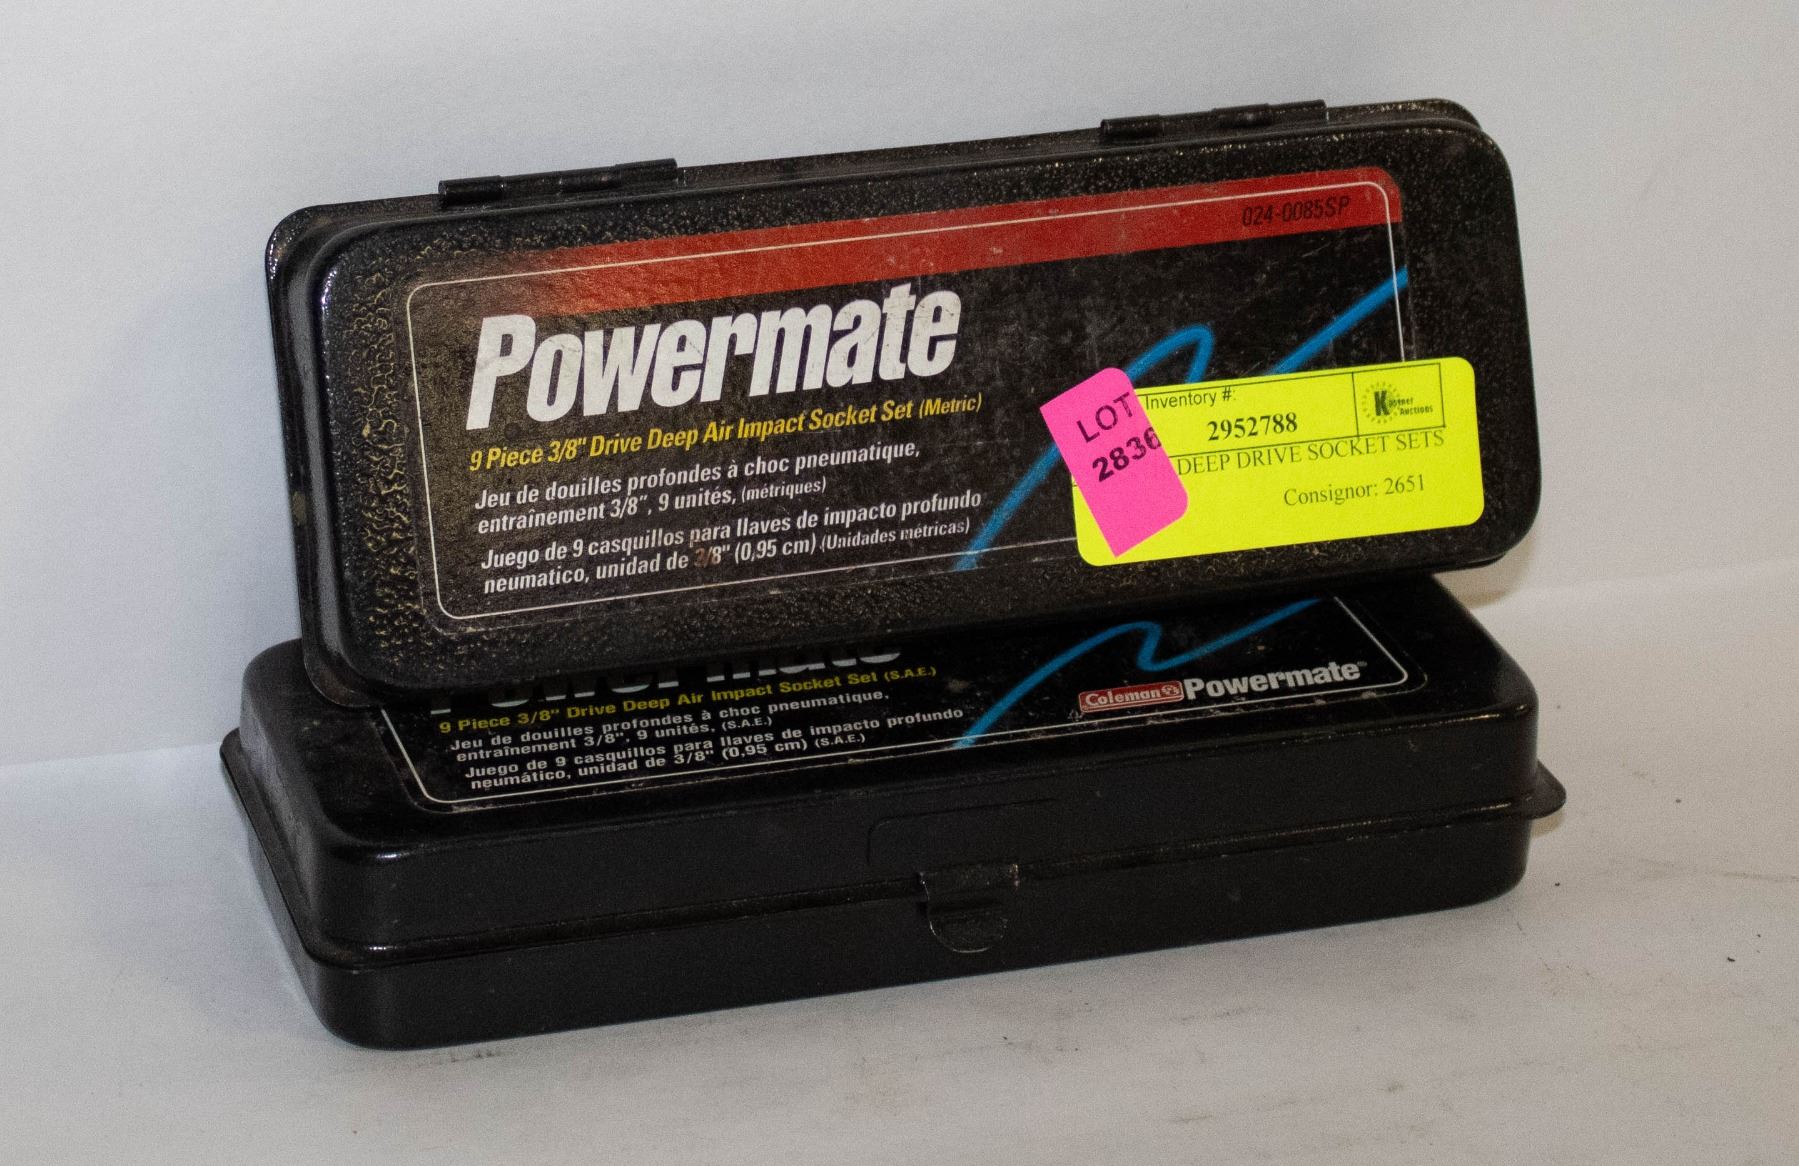 024-0085SP
Powermate
9 Piece 3/8" Drive Deep Air Impact Socket Set (Metric)
Jeu de douilles profondes à choc pneumatique,
entraînement 3/8", 9 unités, (métriques)
Juego de 9 casquillos para llaves de impacto profundo
neumatico, unidad de 3/8" (0,95 cm) (Unidades métricas)
LOT
2836
Inventory #:
2952788
Kastner
Auctions
DEEP DRIVE SOCKET SETS
Consignor: 2651
Powermate
9 Piece 3/8" Drive Deep Air Impact Socket Set (S.A.E.)
Jeu de douilles profondes à choc pneumatique,
entraînement 3/8", 9 unités, (S.A.E.)
Juego de 9 casquillos para llaves de impacto profundo
neumático, unidad de 3/8" (0,95 cm) (S.A.E.)
Coleman Powermate®